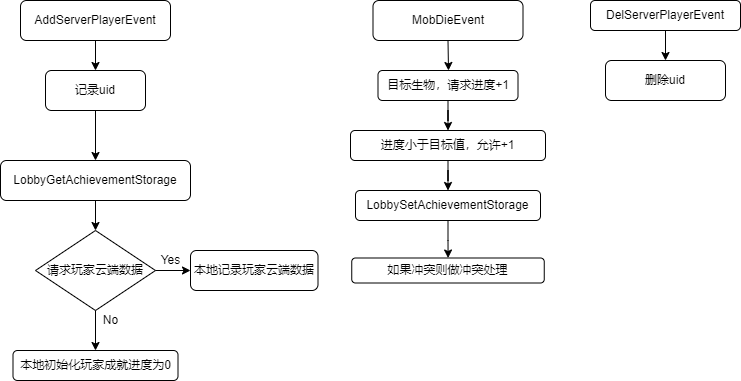 AddServerPlayerEvent
记录uid
LobbyGetAchievementStorage
请求玩家云端数据
Yes
本地记录玩家云端数据
No
本地初始化玩家成就进度为0
MobDieEvent
目标生物，请求进度+1
进度小于目标值，允许+1
LobbySetAchievementStorage
如果冲突则做冲突处理
DelServerPlayerEvent
删除uid